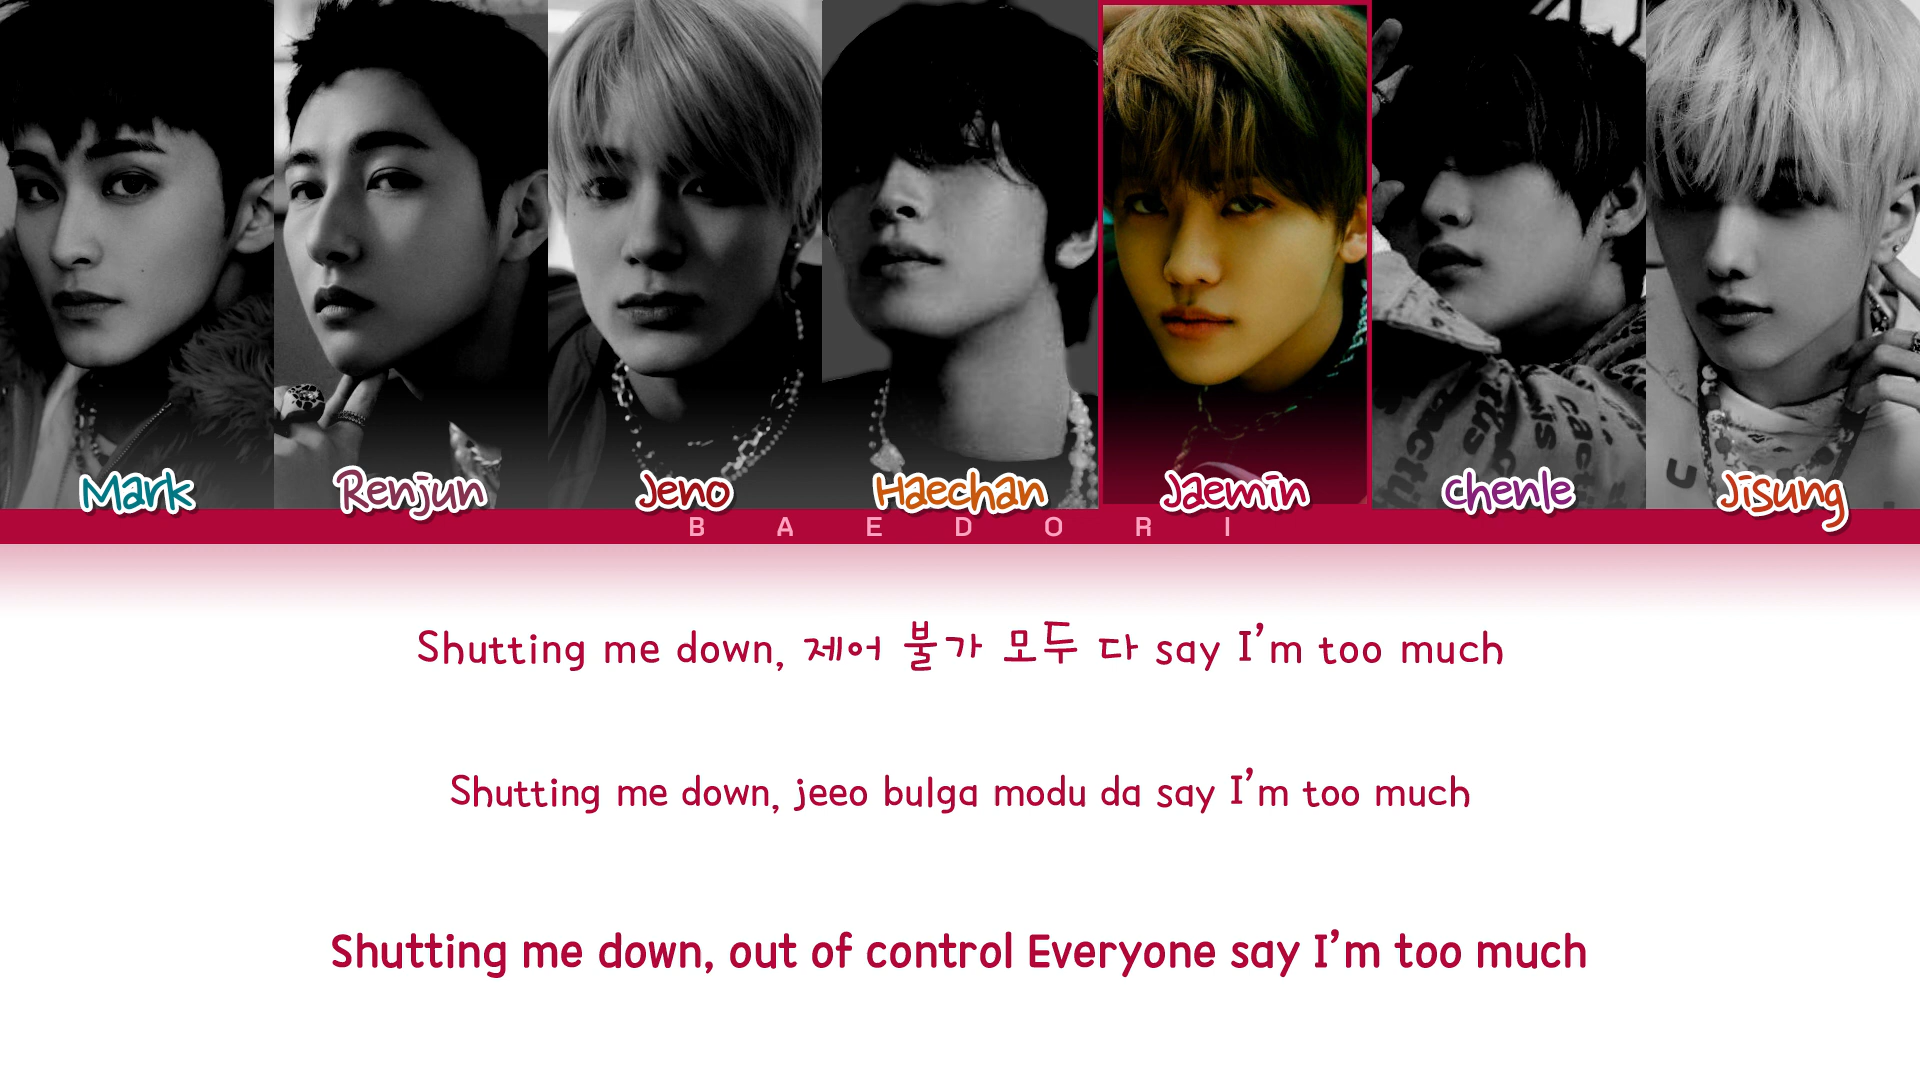 Mark Renjun Jeno Haechan Jaemin Chenle Jisung
BAEDORI
Shutting me down, 제어 불가 모두 다 say I'm too much
Shutting me down, jeeo bulga modu da say I'm too much
Shutting me down, out of control Everyone say I'm too much